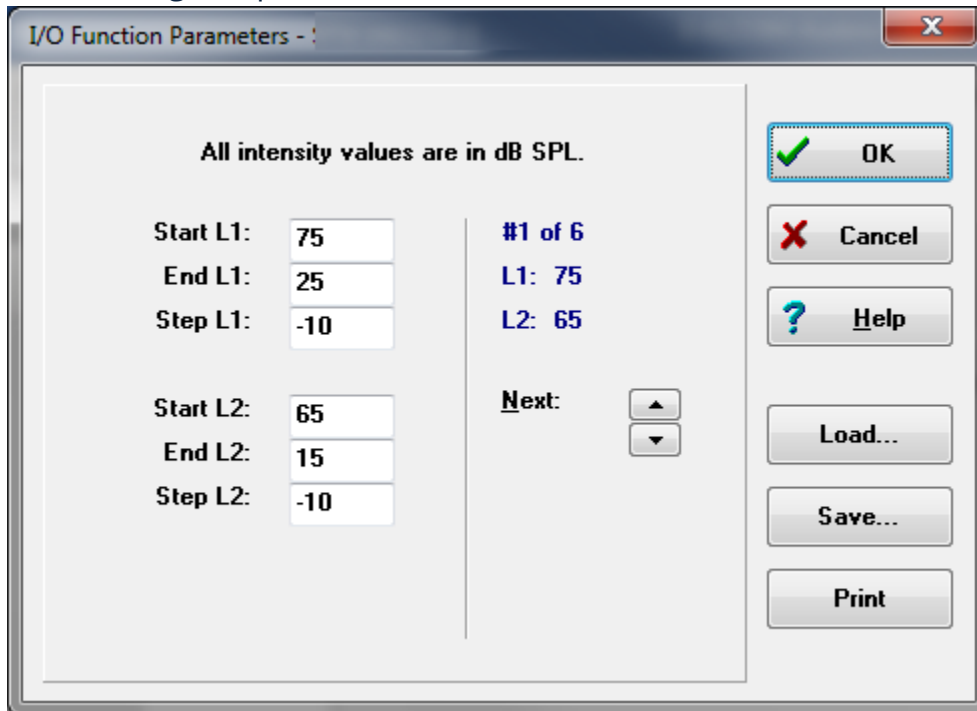 I/O Function Parameters -
All intensity values are in dB SPL.
Start L1: 75
End L1: 25
Step L1: -10
Start L2: 65
End L2: 15
Step L2: -10
#1 of 6
L1: 75
L2: 65
Next:
OK
Cancel
? Help
Load...
Save...
Print